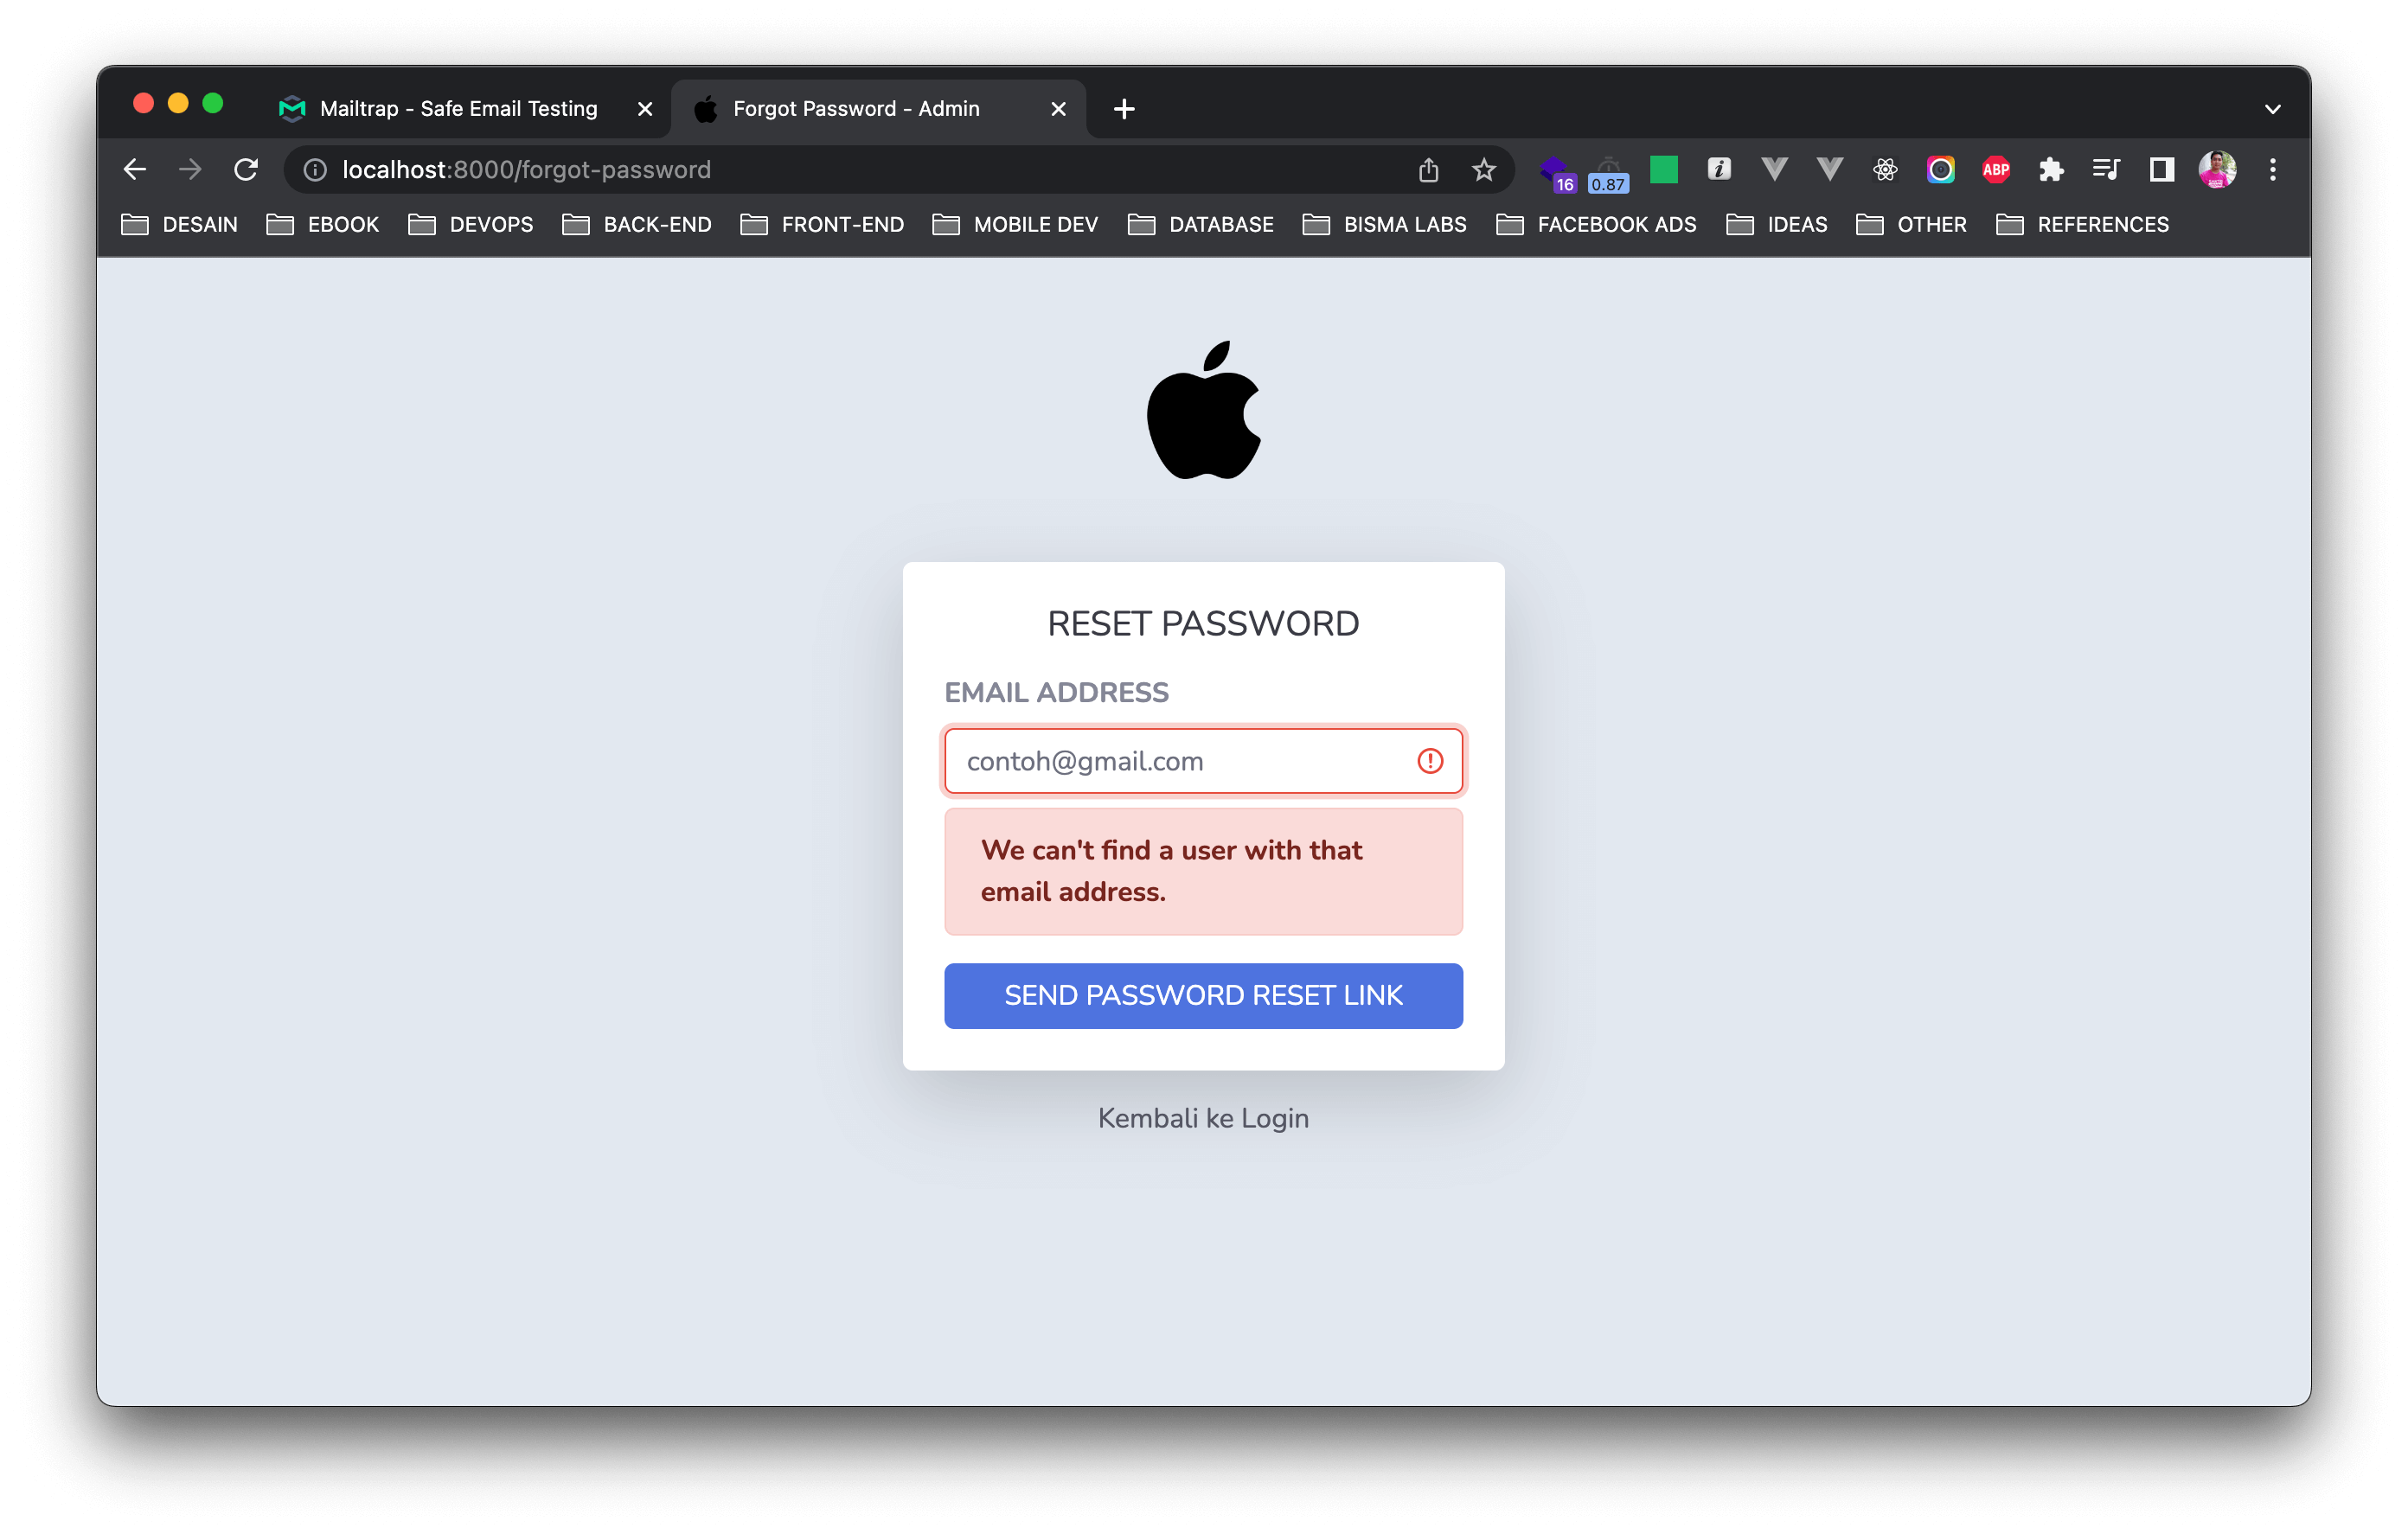 Mailtrap - Safe Email Testing
Forgot Password - Admin
localhost:8000/forgot-password
16
0.87
i
ABP
DESAIN
EBOOK
DEVOPS
BACK-END
FRONT-END
MOBILE DEV
DATABASE
BISMA LABS
FACEBOOK ADS
IDEAS
OTHER
REFERENCES
RESET PASSWORD
EMAIL ADDRESS
contoh@gmail.com
We can't find a user with that
email address.
SEND PASSWORD RESET LINK
Kembali ke Login